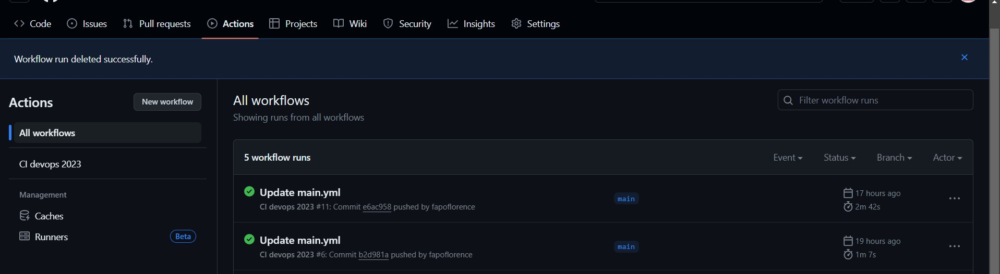 Code Issues Pull requests Actions Projects Wiki Security Insights Settings
Workflow run deleted successfully.
Actions New workflow
All workflows
CI devops 2023
Management
Caches
Runners Beta
All workflows
Showing runs from all workflows
Filter workflow runs
5 workflow runs Event Status Branch Actor
Update main.yml
CI devops 2023 #11: Commit e6ac958 pushed by fapoflorence
main
17 hours ago
2m 42s
Update main.yml
CI devops 2023 #6: Commit b2d981a pushed by fapoflorence
main
19 hours ago
1m 7s